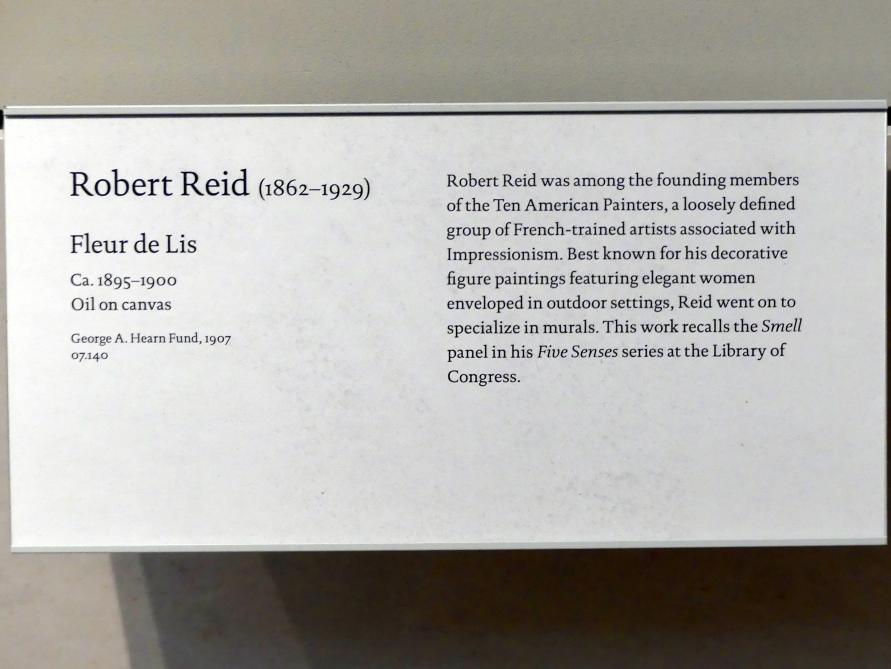 Robert Reid (1862–1929)
Fleur de Lis
Ca. 1895–1900
Oil on canvas
George A. Hearn Fund, 1907
07.140
Robert Reid was among the founding members
of the Ten American Painters, a loosely defined
group of French-trained artists associated with
Impressionism. Best known for his decorative
figure paintings featuring elegant women
enveloped in outdoor settings, Reid went on to
specialize in murals. This work recalls the Smell
panel in his Five Senses series at the Library of
Congress.